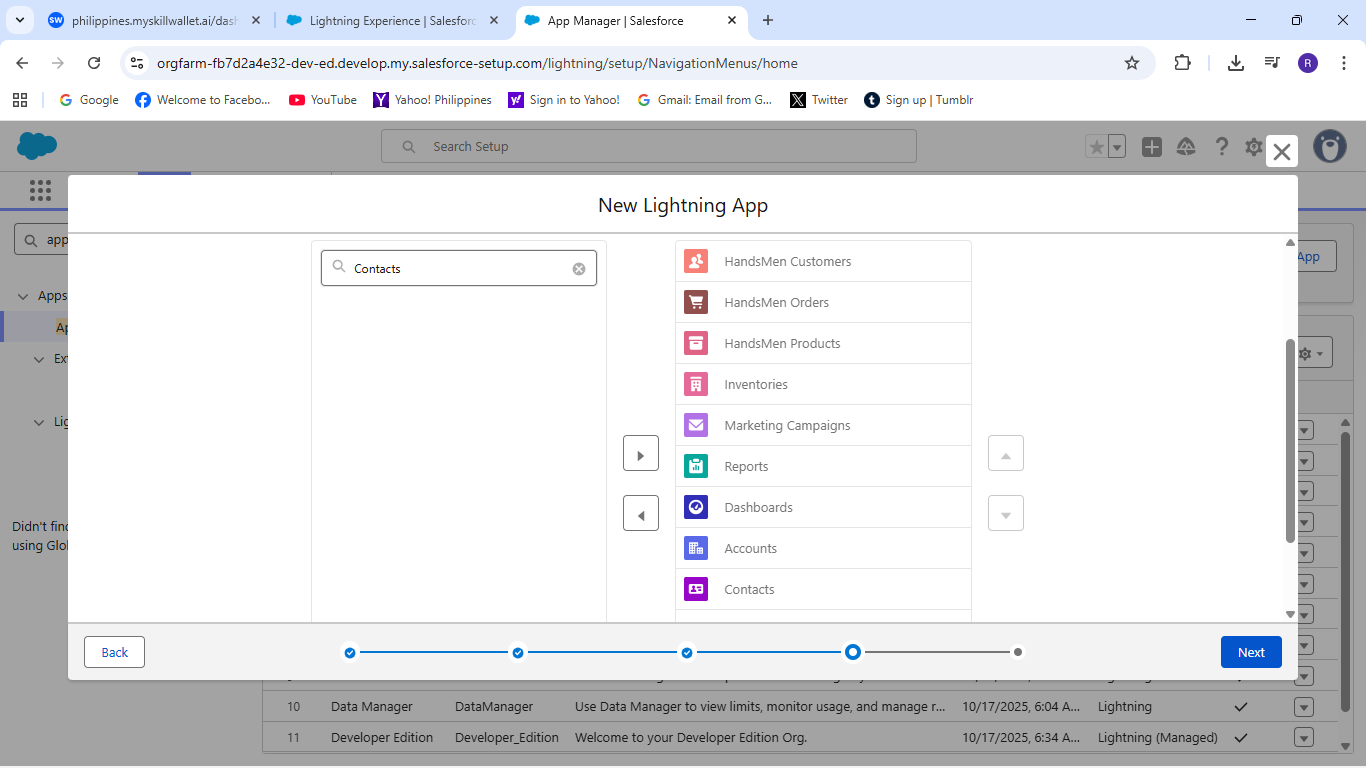 philippines.myskillwallet.ai/dash
Lightning Experience | Salesforc
App Manager | Salesforce
orgfarm-fb7d2a4e32-dev-ed.develop.my.salesforce-setup.com/lightning/setup/NavigationMenus/home
R
Google
Welcome to Facebo...
YouTube
Yahoo! Philippines
Sign in to Yahoo!
Gmail: Email from G...
Twitter
Sign up | Tumblr
Search Setup
New Lightning App
app
App
Contacts
HandsMen Customers
HandsMen Orders
HandsMen Products
Inventories
Marketing Campaigns
Reports
Dashboards
Accounts
Contacts
Apps
Ap
Ext
Lig
Didn't find
using Glo
Back
Next
10 Data Manager DataManager Use Data Manager to view limits, monitor usage, and manage r... 10/17/2025, 6:04 A... Lightning
11 Developer Edition Developer_Edition Welcome to your Developer Edition Org. 10/17/2025, 6:34 A... Lightning (Managed)